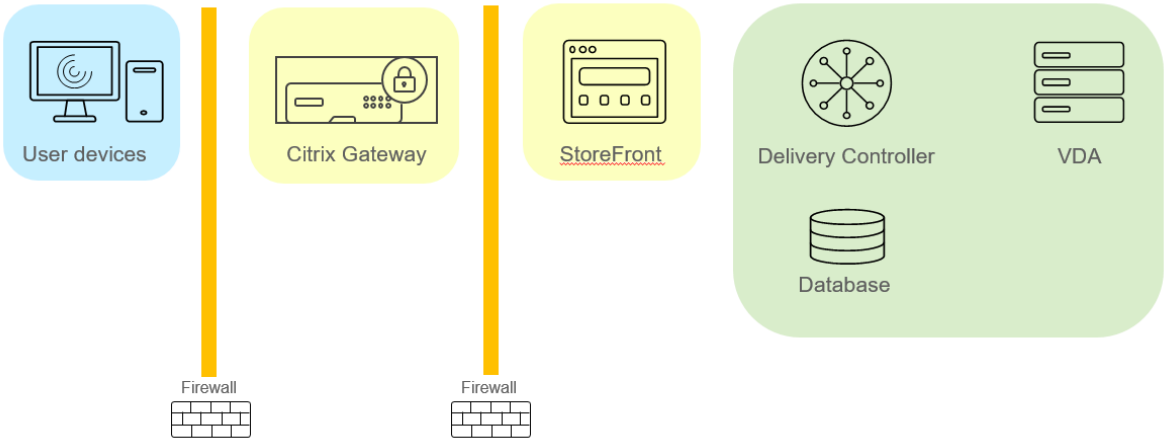 User devices
Citrix Gateway
StoreFront
Delivery Controller
VDA
Database
Firewall
Firewall